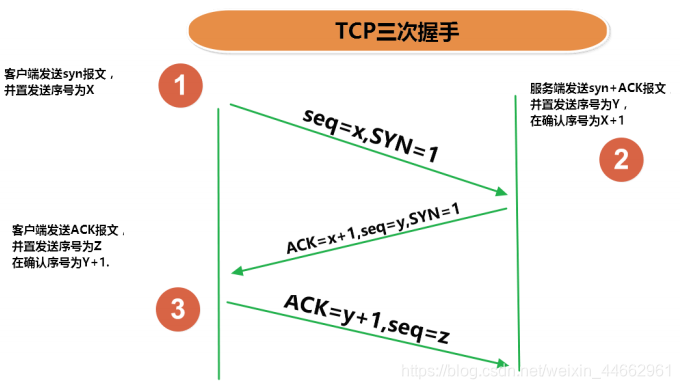 TCP三次握手
客户端发送syn报文，
并置发送序号为X
1
服务端发送syn+ACK报文
并置发送序号为Y，
在确认序号为X+1
2
seq=x,SYN=1
ACK=x+1,seq=y,SYN=1
客户端发送ACK报文，
并置发送序号为Z
在确认序号为Y+1.
3
ACK=y+1,seq=z
https://blog.csdn.net/weixin_44662961